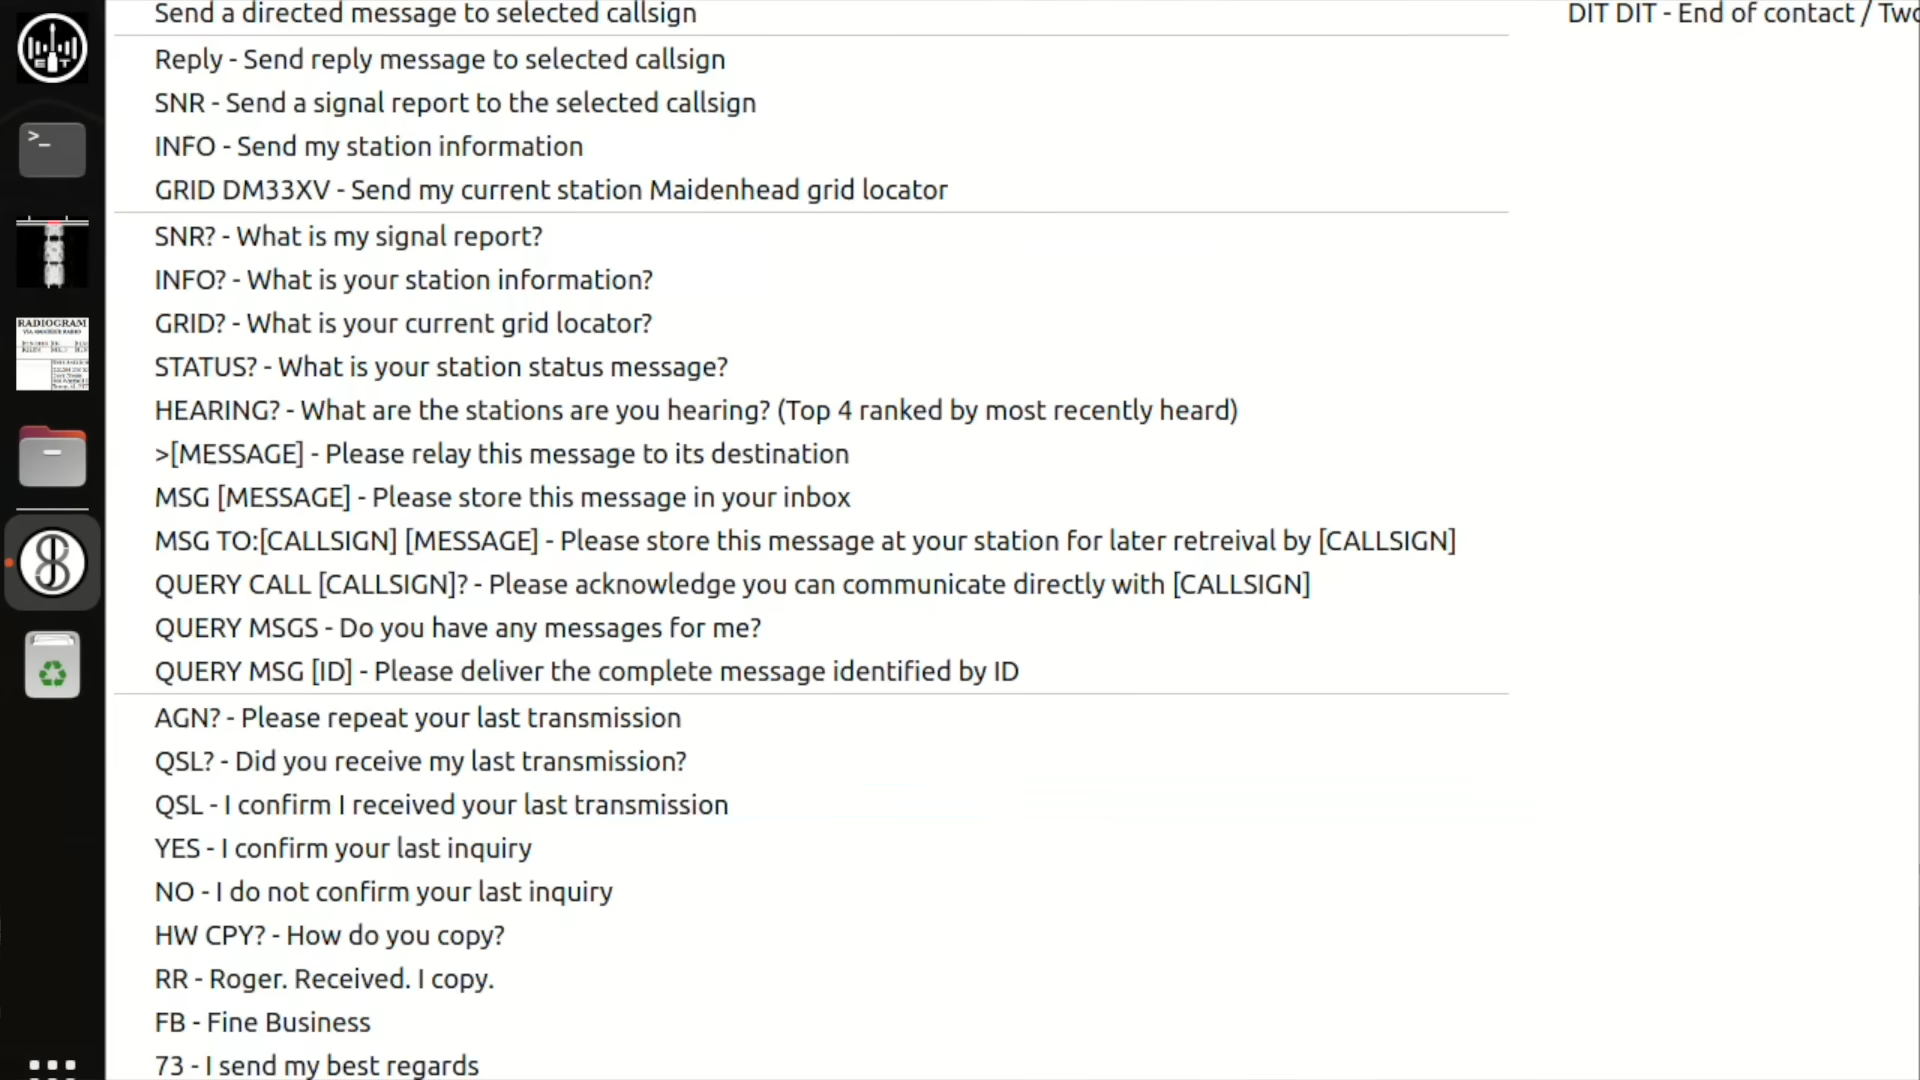 Send a directed message to selected callsign
Reply - Send reply message to selected callsign
SNR - Send a signal report to the selected callsign
INFO - Send my station information
GRID DM33XV - Send my current station Maidenhead grid locator
SNR? - What is my signal report?
INFO? - What is your station information?
GRID? - What is your current grid locator?
STATUS? - What is your station status message?
HEARING? - What are the stations are you hearing? (Top 4 ranked by most recently heard)
>[MESSAGE] - Please relay this message to its destination
MSG [MESSAGE] - Please store this message in your inbox
MSG TO:[CALLSIGN] [MESSAGE] - Please store this message at your station for later retreival by [CALLSIGN]
QUERY CALL [CALLSIGN]? - Please acknowledge you can communicate directly with [CALLSIGN]
QUERY MSGS - Do you have any messages for me?
QUERY MSG [ID] - Please deliver the complete message identified by ID
AGN? - Please repeat your last transmission
QSL? - Did you receive my last transmission?
QSL - I confirm I received your last transmission
YES - I confirm your last inquiry
NO - I do not confirm your last inquiry
HW CPY? - How do you copy?
RR - Roger. Received. I copy.
FB - Fine Business
73 - I send my best regards
DIT DIT - End of contact / Two
RADIOGRAM
VIA AMATEUR RADIO